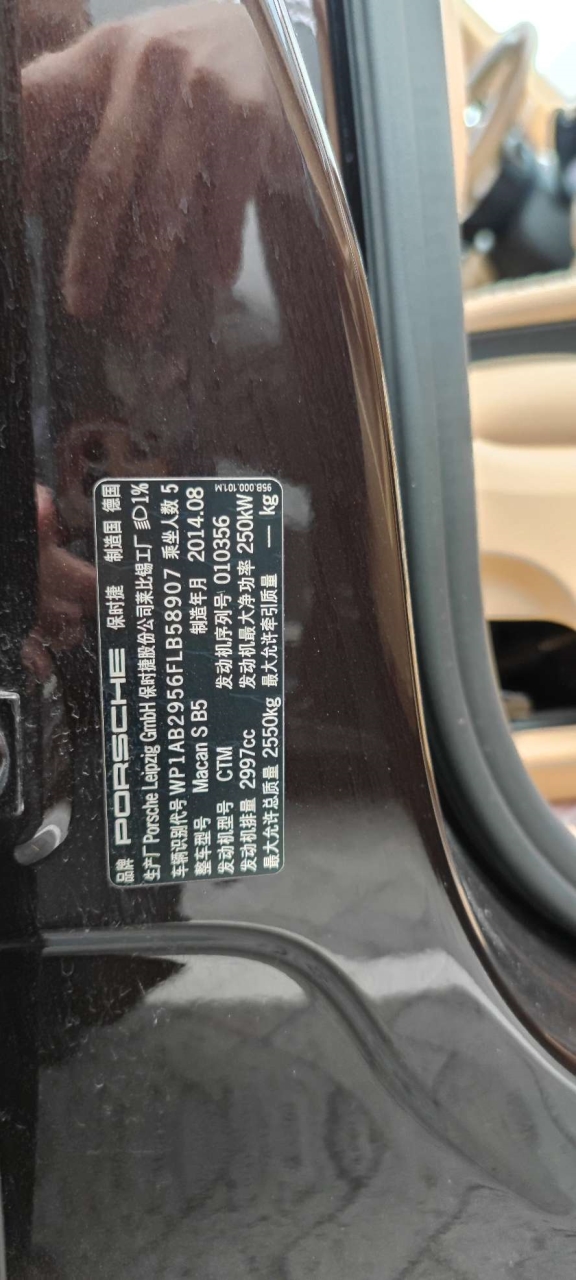 品牌 PORSCHE 保时捷 制造国 德国
生产厂 Porsche Leipzig GmbH 保时捷股份公司莱比锡工厂 1%
车辆识别代号 WP1AB2956FLB58907 乘坐人数 5
整车型号 Macan S B5 制造年月 2014.08
发动机型号 CTM 发动机序列号 010356
发动机排量 2997cc 发动机最大净功率 250kW
最大允许总质量 2550kg 最大允许牵引质量 — kg
95B.000.101.M